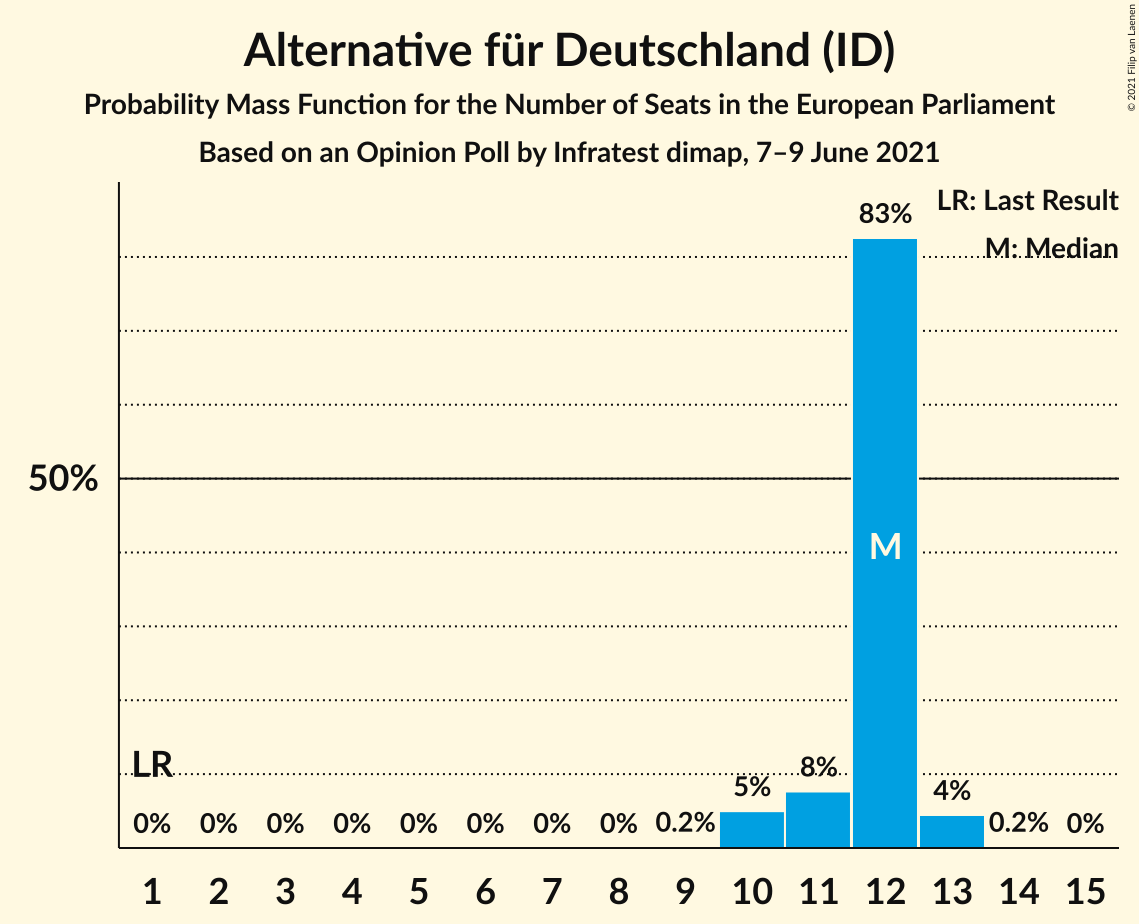 Alternative für Deutschland (ID)
Probability Mass Function for the Number of Seats in the European Parliament
Based on an Opinion Poll by Infratest dimap, 7–9 June 2021
© 2021 Filip van Laenen
LR: Last Result
M: Median
83%
50%
M
LR
0% 0% 0% 0% 0% 0% 0% 0% 0.2% 5% 8% 4% 0.2% 0%
1 2 3 4 5 6 7 8 9 10 11 12 13 14 15